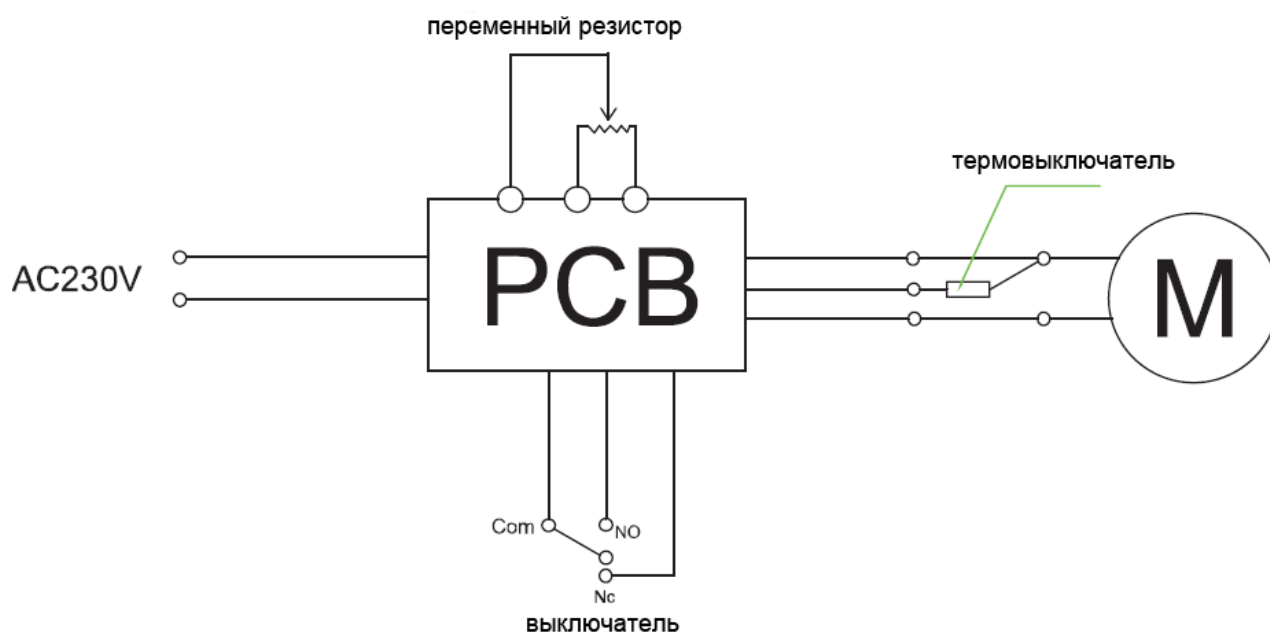 переменный резистор
термовыключатель
AC230V
PCB
M
Com
NO
Nc
выключатель